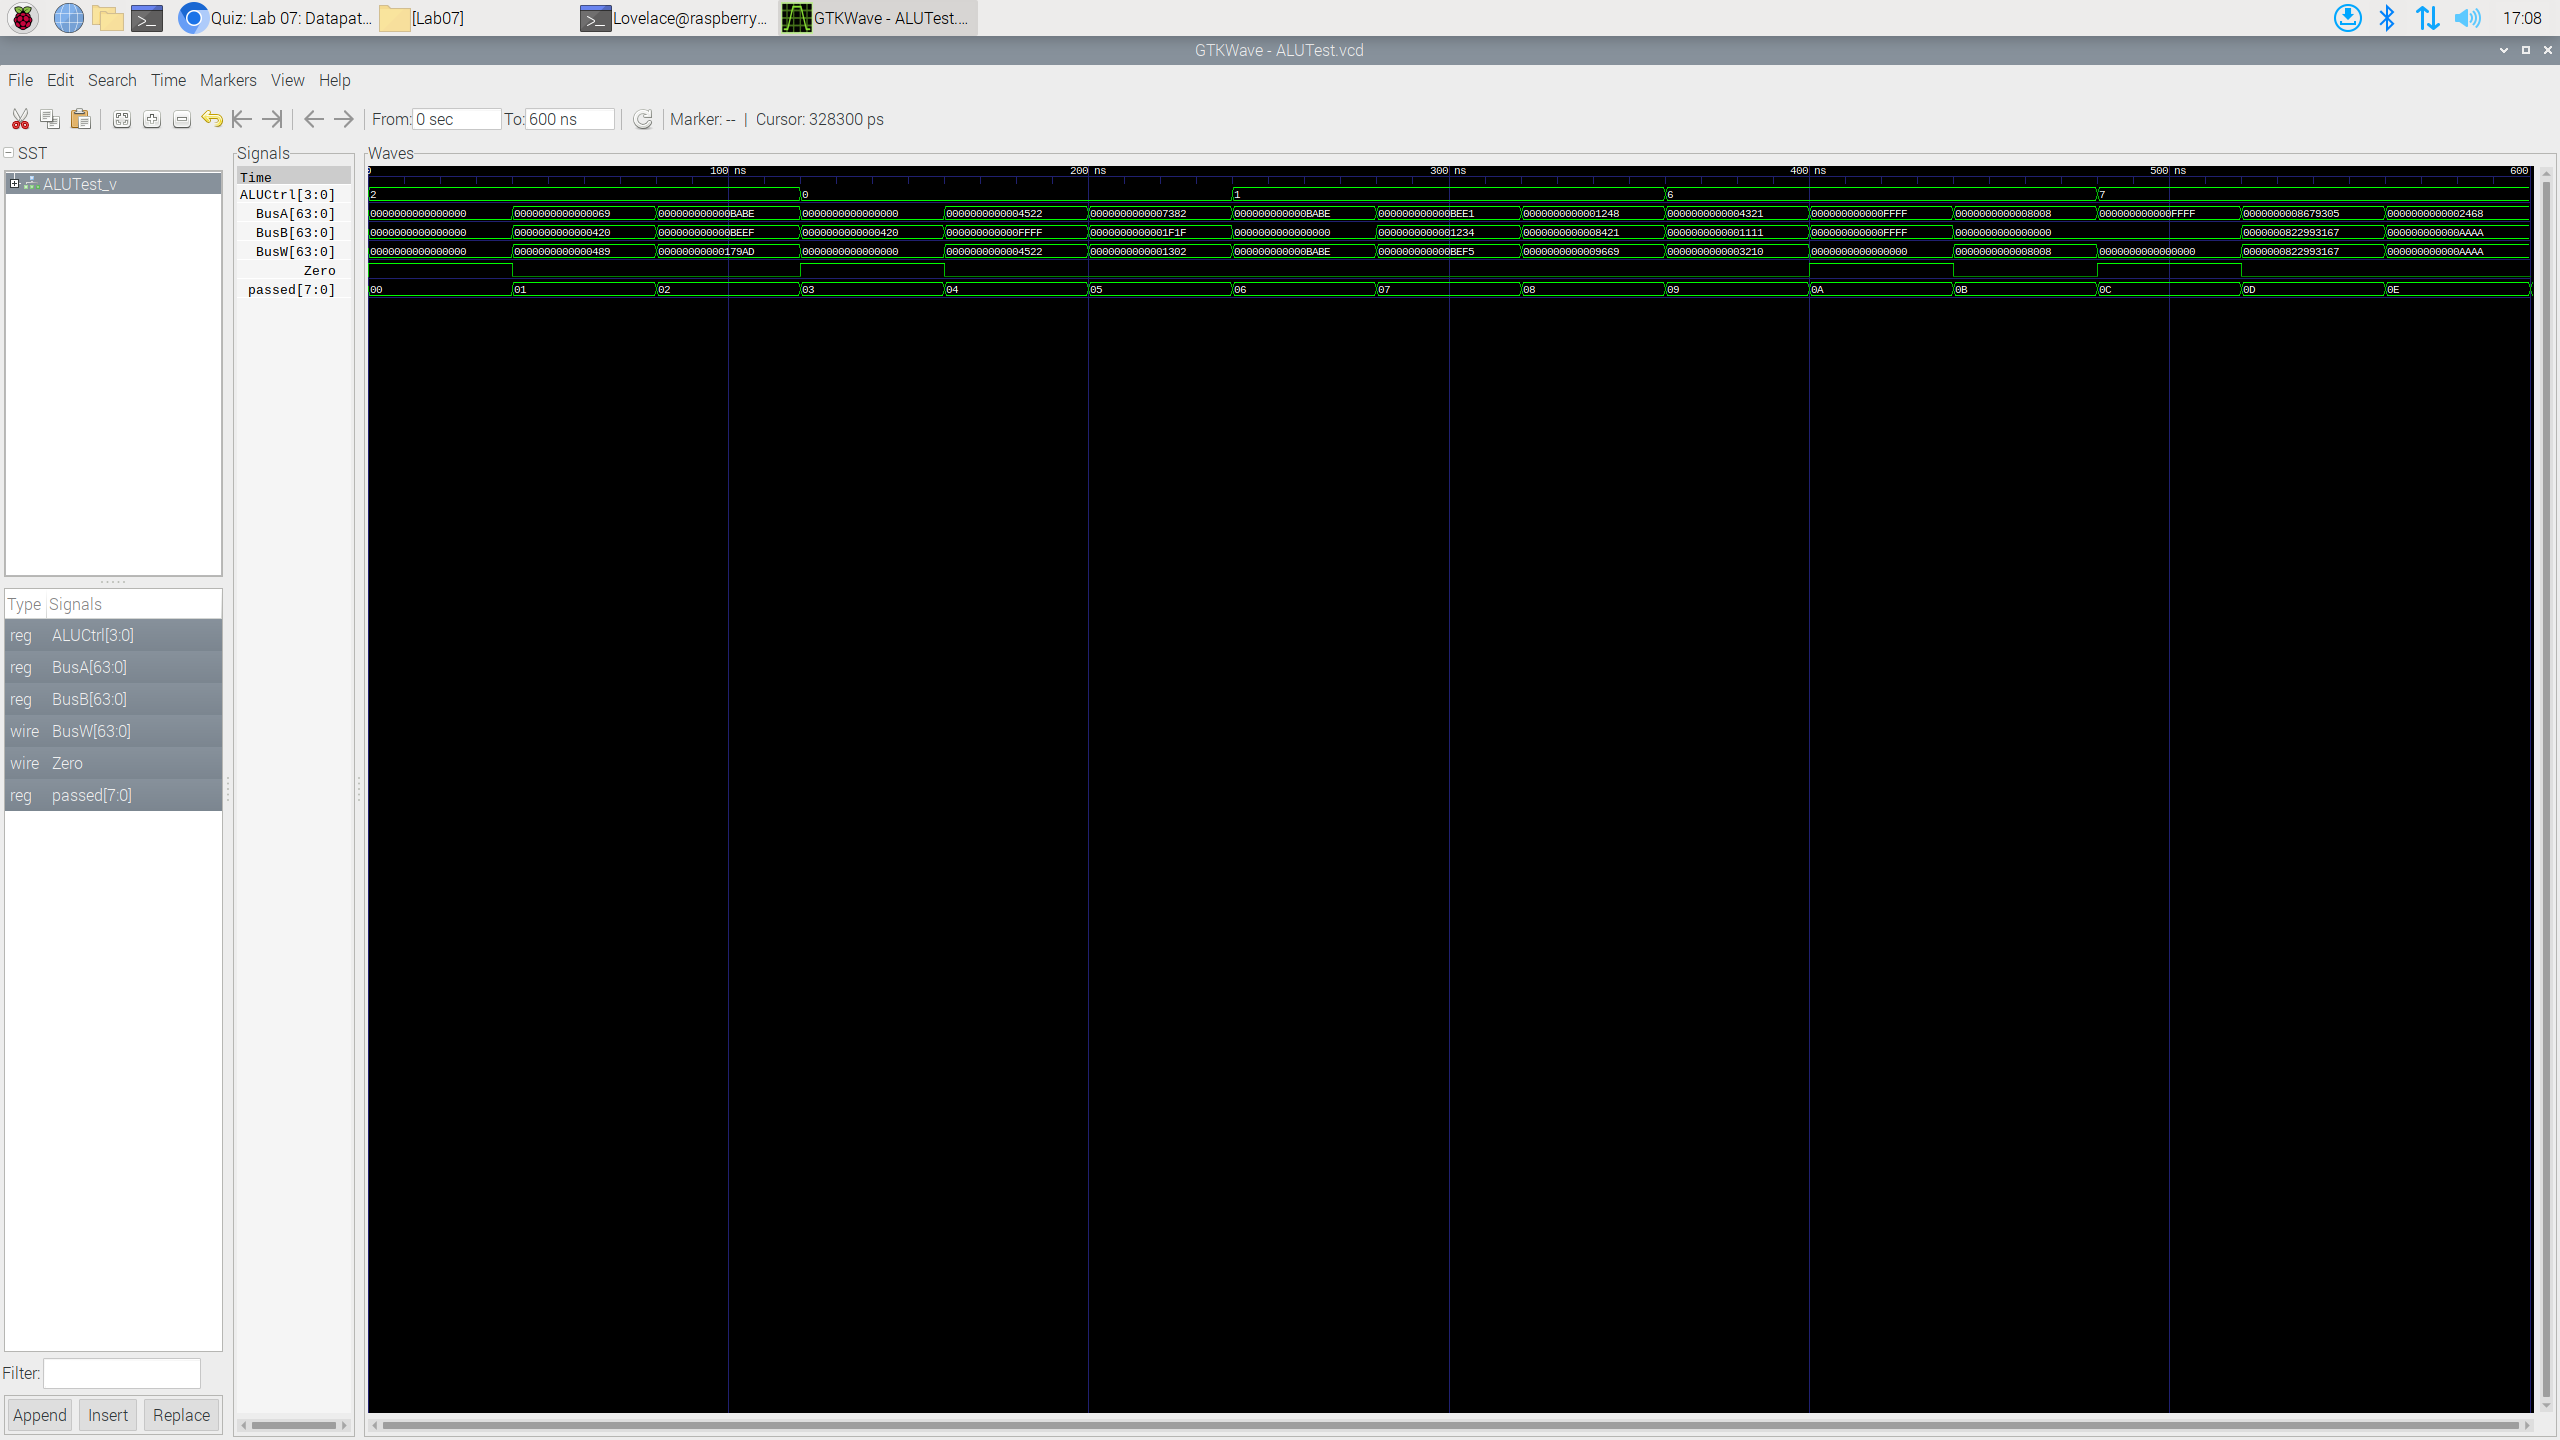 Quiz: Lab 07: Datapat... [Lab07] Lovelace@raspberry... GTKWave - ALUTest.... 17:08
GTKWave - ALUTest.vcd
File Edit Search Time Markers View Help
From: 0 sec To: 600 ns Marker: -- | Cursor: 328300 ps
SST Signals Waves
ALUTest_v
Time 0 100 ns 200 ns 300 ns 400 ns 500 ns 600
ALUCtrl[3:0] 2 0 1 6 7
BusA[63:0] 0000000000000000 0000000000000069 000000000000BABE 0000000000000000 0000000000004522 0000000000007382 000000000000BABE 000000000000BEE1 0000000000001248 0000000000004321 000000000000FFFF 0000000000008008 000000000000FFFF 0000000008679305 0000000000002468
BusB[63:0] 0000000000000000 0000000000000420 000000000000BEEF 0000000000000420 000000000000FFFF 0000000000001F1F 0000000000000000 0000000000001234 0000000000008421 0000000000001111 000000000000FFFF 0000000000000000 0000000822993167 000000000000AAAA
BusW[63:0] 0000000000000000 0000000000000489 00000000000179AD 0000000000000000 0000000000004522 0000000000001302 000000000000BABE 000000000000BEF5 0000000000009669 0000000000003210 0000000000000000 0000000000008008 0000000000000000 0000000822993167 000000000000AAAA
Zero
passed[7:0] 00 01 02 03 04 05 06 07 08 09 0A 0B 0C 0D 0E
Type Signals
reg ALUCtrl[3:0]
reg BusA[63:0]
reg BusB[63:0]
wire BusW[63:0]
wire Zero
reg passed[7:0]
Filter:
Append Insert Replace